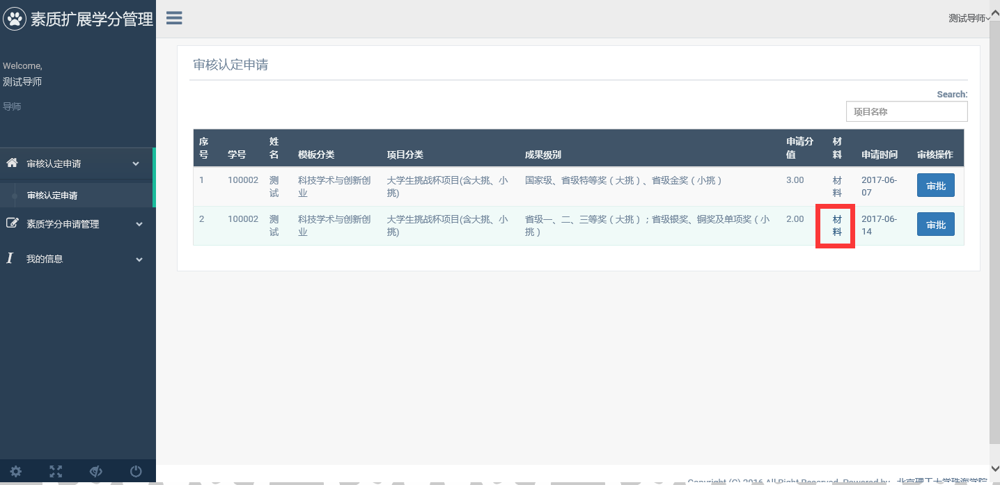 素质扩展学分管理
测试导师
Welcome,
测试导师
导师
审核认定申请
审核认定申请
素质学分申请管理
我的信息
审核认定申请
Search:
项目名称
序号 学号 姓名 模板分类 项目分类 成果级别 申请分值 材料 申请时间 审核操作
1 100002 测试 科技学术与创新创业 大学生挑战杯项目(含大挑、小挑) 国家级、省级特等奖（大挑）、省级金奖（小挑） 3.00 材料 2017-06-07 审批
2 100002 测试 科技学术与创新创业 大学生挑战杯项目(含大挑、小挑) 省级一、二、三等奖（大挑）；省级银奖、铜奖及单项奖（小挑） 2.00 材料 2017-06-14 审批
Copyright (C) 2016 All Right Reserved. Powered by 北京理工大学珠海学院